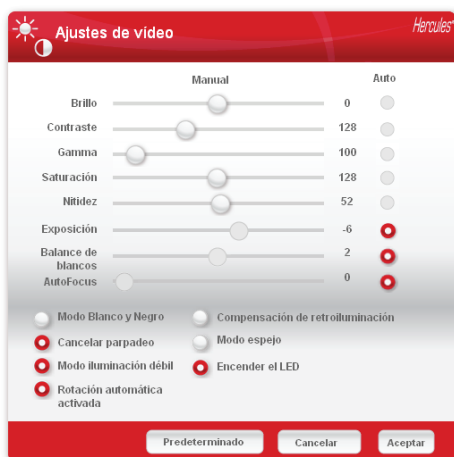 Ajustes de vídeo
Hercules
Manual
Auto
Brillo 0
Contraste 128
Gamma 100
Saturación 128
Nitidez 52
Exposición -6
Balance de
blancos 2
AutoFocus 0
Modo Blanco y Negro
Compensación de retroiluminación
Cancelar parpadeo
Modo espejo
Modo iluminación débil
Encender el LED
Rotación automática
activada
Predeterminado
Cancelar
Aceptar